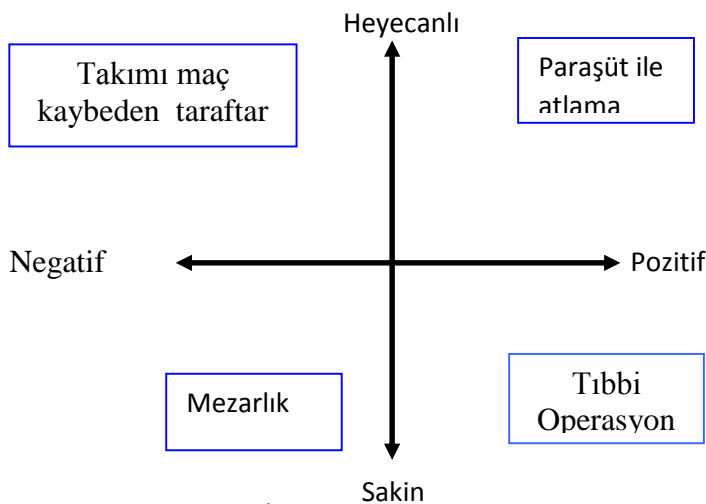 Heyecanlı
Takımı maç
kaybeden taraftar
Paraşüt ile
atlama
Negatif
Pozitif
Mezarlık
Tıbbi
Operasyon
Sakin